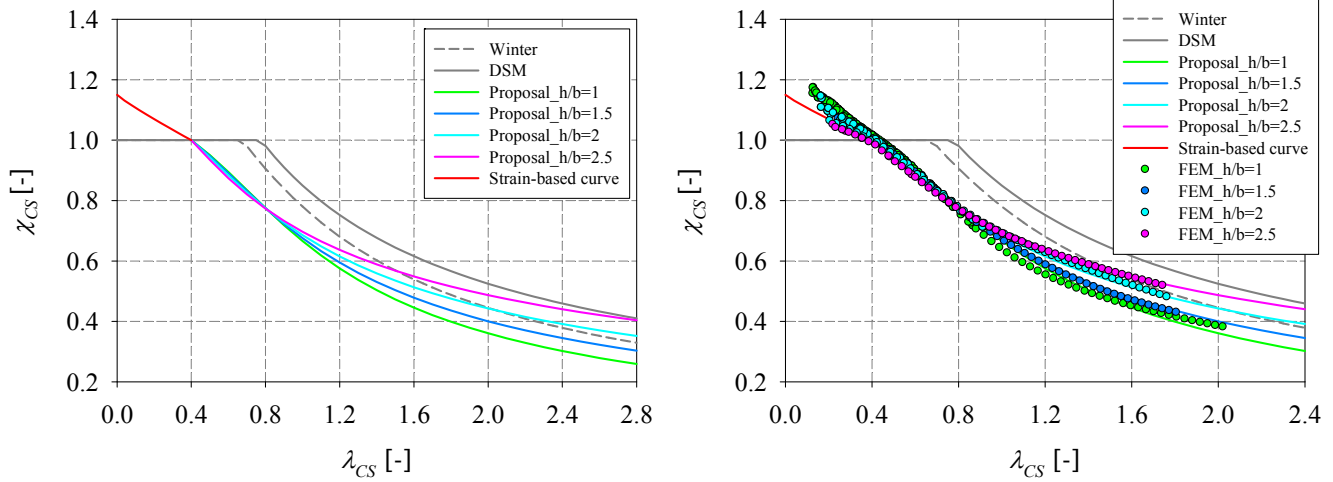 1.4
1.2
1.0
0.8
0.6
0.4
0.2
χCS [-]
0.0 0.4 0.8 1.2 1.6 2.0 2.4 2.8
λCS [-]
Winter
DSM
Proposal_h/b=1
Proposal_h/b=1.5
Proposal_h/b=2
Proposal_h/b=2.5
Strain-based curve
1.4
1.2
1.0
0.8
0.6
0.4
0.2
χCS [-]
0.0 0.4 0.8 1.2 1.6 2.0 2.4
λCS [-]
Winter
DSM
Proposal_h/b=1
Proposal_h/b=1.5
Proposal_h/b=2
Proposal_h/b=2.5
Strain-based curve
FEM_h/b=1
FEM_h/b=1.5
FEM_h/b=2
FEM_h/b=2.5